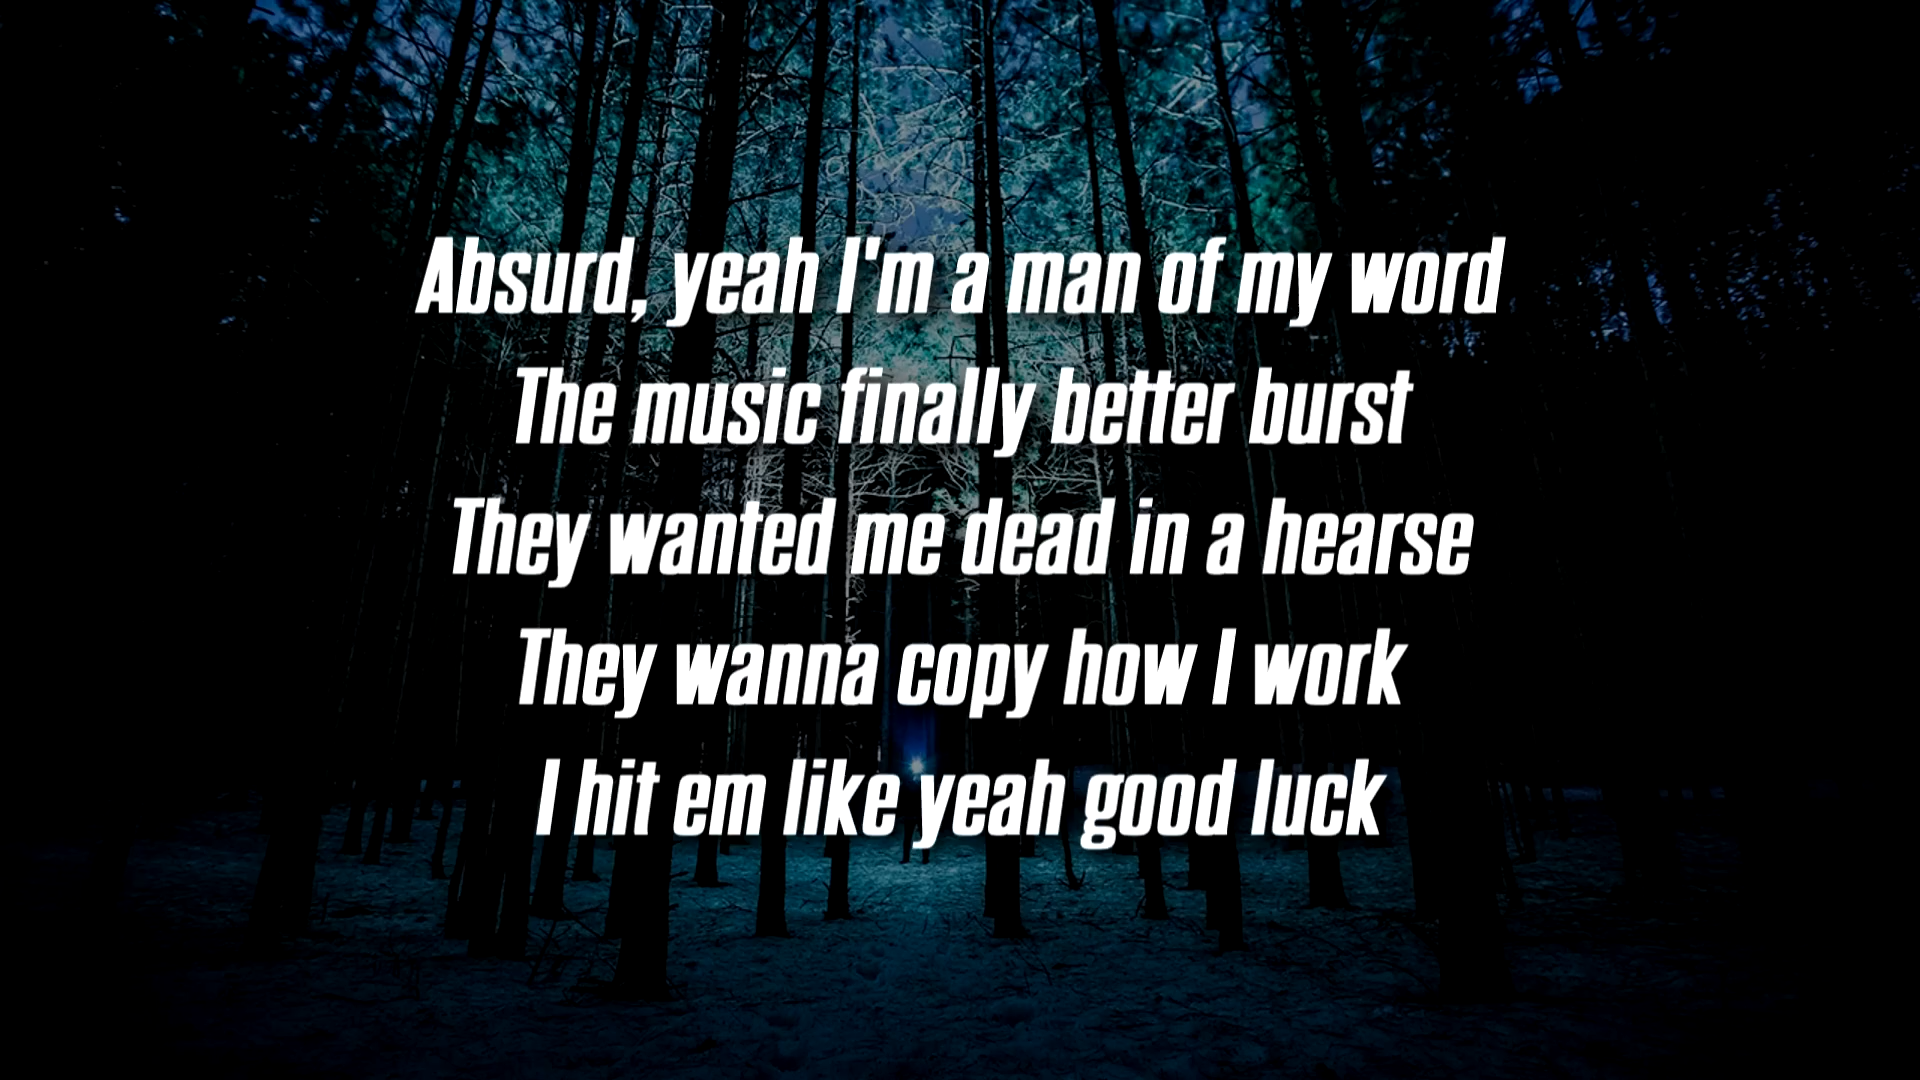 Absurd, yeah I'm a man of my word
The music finally better burst
They wanted me dead in a hearse
They wanna copy how I work
I hit em like yeah good luck